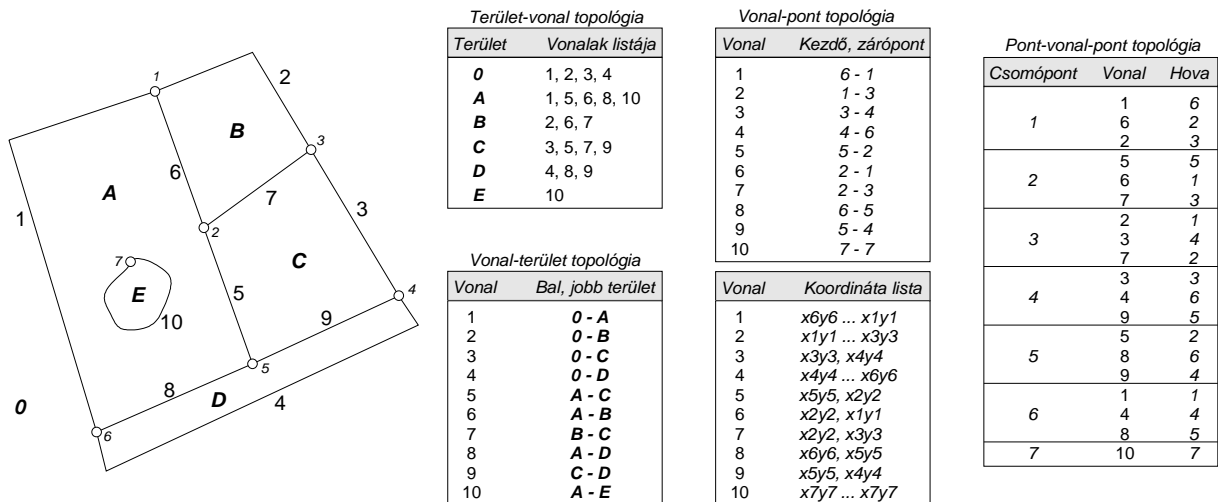 1
2
B
3
6
A
7
1
3
2
7
C
E
5
4
10
9
8
5
D
4
0
6
Terület-vonal topológia
Terület Vonalak listája
0 1, 2, 3, 4
A 1, 5, 6, 8, 10
B 2, 6, 7
C 3, 5, 7, 9
D 4, 8, 9
E 10
Vonal-terület topológia
Vonal Bal, jobb terület
1 0 - A
2 0 - B
3 0 - C
4 0 - D
5 A - C
6 A - B
7 B - C
8 A - D
9 C - D
10 A - E
Vonal-pont topológia
Vonal Kezdő, zárópont
1 6 - 1
2 1 - 3
3 3 - 4
4 4 - 6
5 5 - 2
6 2 - 1
7 2 - 3
8 6 - 5
9 5 - 4
10 7 - 7
Vonal Koordináta lista
1 x6y6 ... x1y1
2 x1y1 ... x3y3
3 x3y3, x4y4
4 x4y4 ... x6y6
5 x5y5, x2y2
6 x2y2, x1y1
7 x2y2, x3y3
8 x6y6, x5y5
9 x5y5, x4y4
10 x7y7 ... x7y7
Pont-vonal-pont topológia
Csomópont Vonal Hova
1 6
1 6 2
2 3
5 5
2 6 1
7 3
2 1
3 3 4
7 2
3 3
4 4 6
9 5
5 2
5 8 6
9 4
1 1
6 4 4
8 5
7 10 7